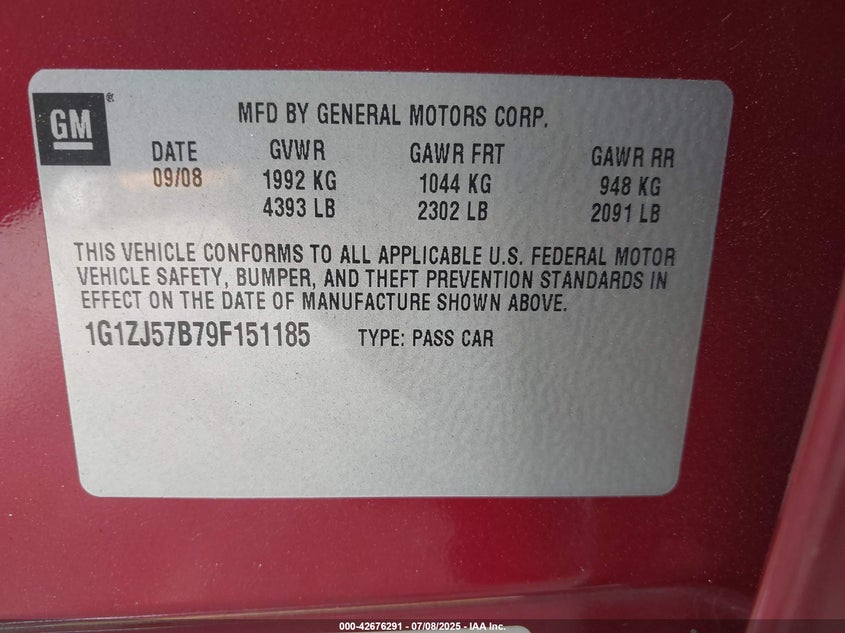 GM®
MFD BY GENERAL MOTORS CORP.
DATE GVWR GAWR FRT GAWR RR
09/08 1992 KG 1044 KG 948 KG
4393 LB 2302 LB 2091 LB
THIS VEHICLE CONFORMS TO ALL APPLICABLE U.S. FEDERAL MOTOR
VEHICLE SAFETY, BUMPER, AND THEFT PREVENTION STANDARDS IN
EFFECT ON THE DATE OF MANUFACTURE SHOWN ABOVE.
1G1ZJ57B79F151185 TYPE: PASS CAR
000-42676291 - 07/08/2025 - IAA Inc.